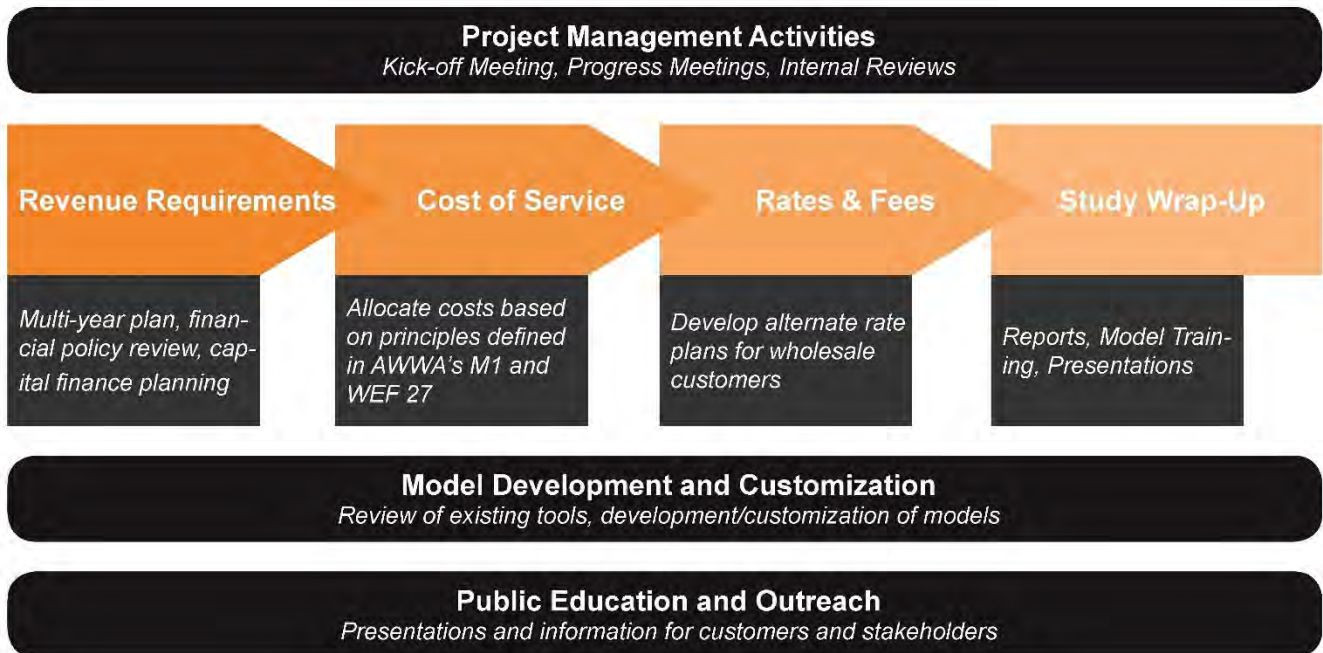 Project Management Activities
Kick-off Meeting, Progress Meetings, Internal Reviews
Revenue Requirements
Cost of Service
Rates & Fees
Study Wrap-Up
Multi-year plan, finan-
cial policy review, cap-
ital finance planning
Allocate costs based
on principles defined
in AWWA's M1 and
WEF 27
Develop alternate rate
plans for wholesale
customers
Reports, Model Train-
ing, Presentations
Model Development and Customization
Review of existing tools, development/customization of models
Public Education and Outreach
Presentations and information for customers and stakeholders